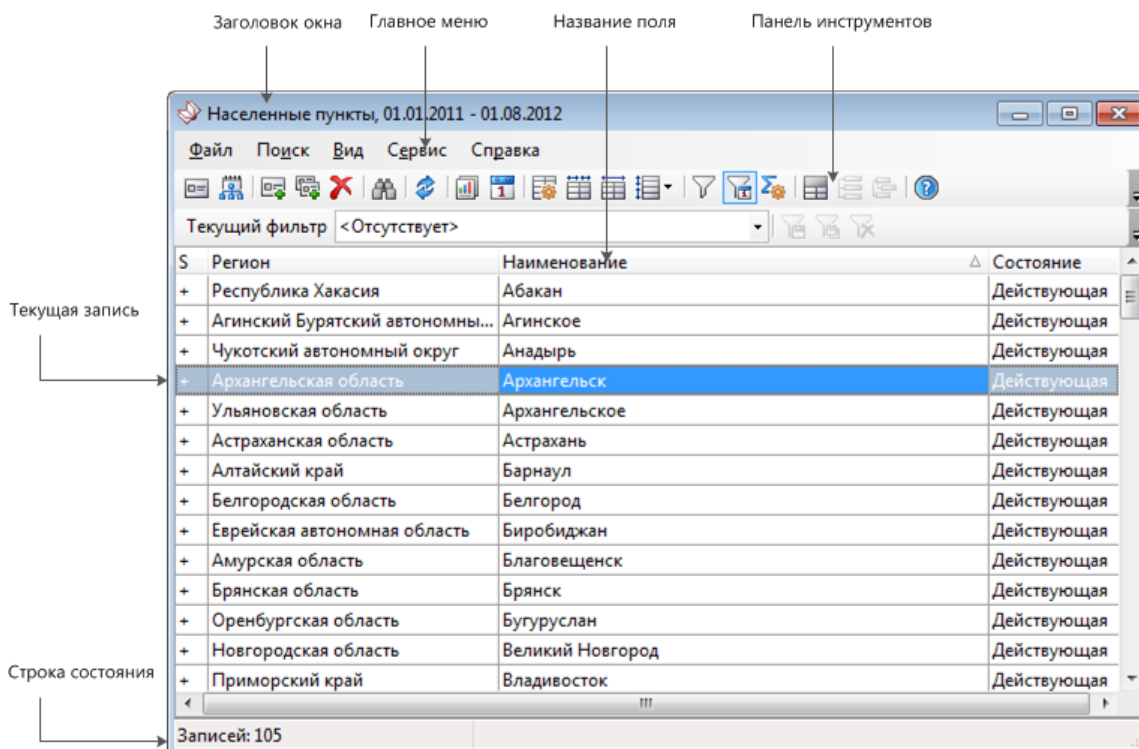 Заголовок окна Главное меню Название поля Панель инструментов
Населенные пункты, 01.01.2011 - 01.08.2012
Файл Поиск Вид Сервис Справка
Текущий фильтр <Отсутствует>
S Регион Наименование Состояние
+ Республика Хакасия Абакан Действующая
Текущая запись
+ Агинский Бурятский автономны... Агинское Действующая
+ Чукотский автономный округ Анадырь Действующая
+ Архангельская область Архангельск Действующая
+ Ульяновская область Архангельское Действующая
+ Астраханская область Астрахань Действующая
+ Алтайский край Барнаул Действующая
+ Белгородская область Белгород Действующая
+ Еврейская автономная область Биробиджан Действующая
+ Амурская область Благовещенск Действующая
+ Брянская область Брянск Действующая
+ Оренбургская область Бугуруслан Действующая
+ Новгородская область Великий Новгород Действующая
Строка состояния
+ Приморский край Владивосток Действующая
Записей: 105